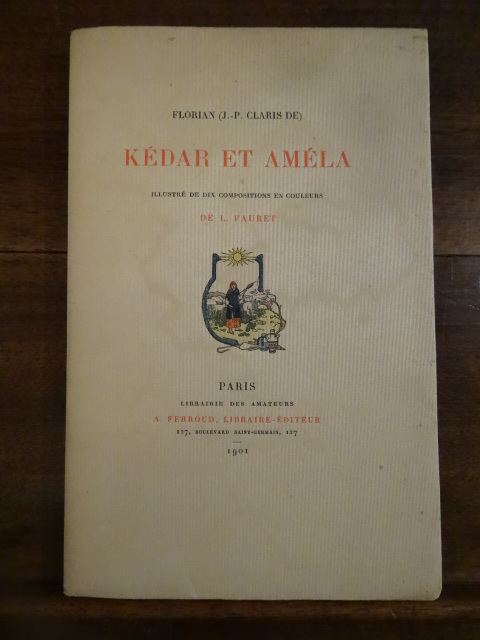 FLORIAN (J.-P. CLARIS DE)
KÉDAR ET AMÉLA
ILLUSTRÉ DE DIX COMPOSITIONS EN COULEURS
DE L. FAURET
PARIS
LIBRAIRIE DES AMATEURS
A. FERROUD, LIBRAIRE-ÉDITEUR
127, BOULEVARD SAINT-GERMAIN, 127
1901